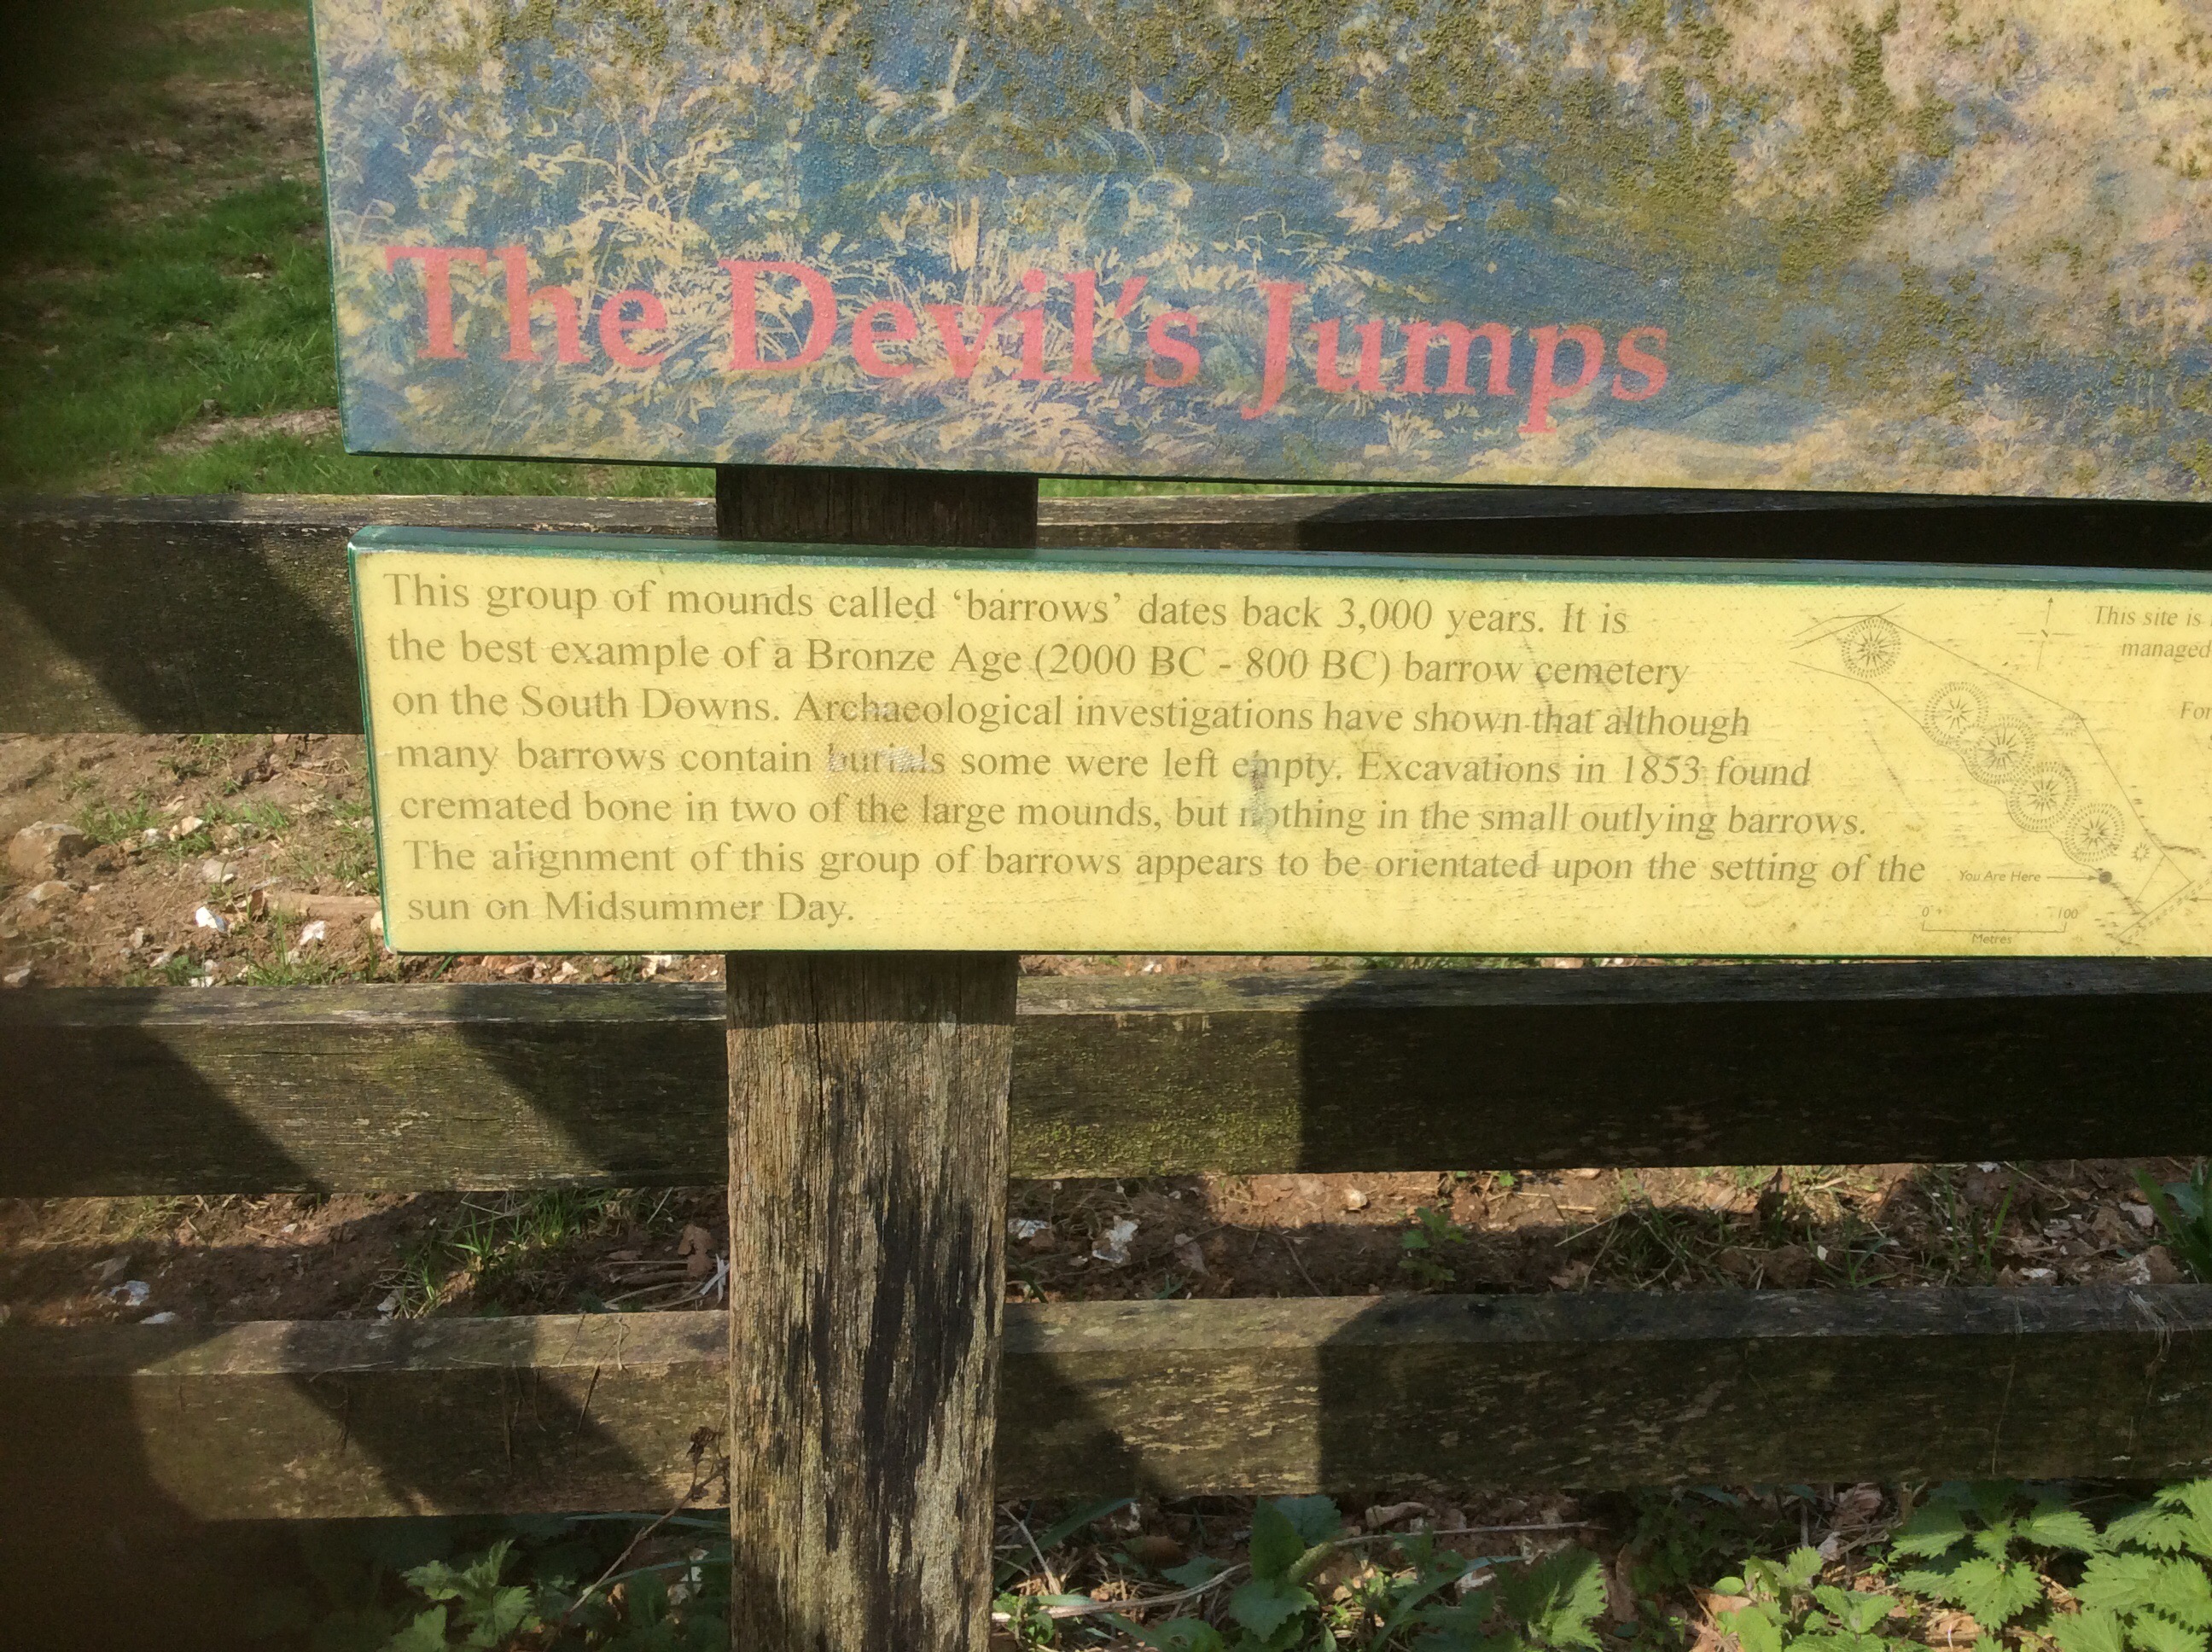 The Devil's Jumps
This group of mounds called ‘barrows’ dates back 3,000 years. It is
the best example of a Bronze Age (2000 BC - 800 BC) barrow cemetery
on the South Downs. Archaeological investigations have shown that although
many barrows contain burials some were left empty. Excavations in 1853 found
cremated bone in two of the large mounds, but nothing in the small outlying barrows.
The alignment of this group of barrows appears to be orientated upon the setting of the
sun on Midsummer Day.
You Are Here
0 100
Metres
This site is
managed
For